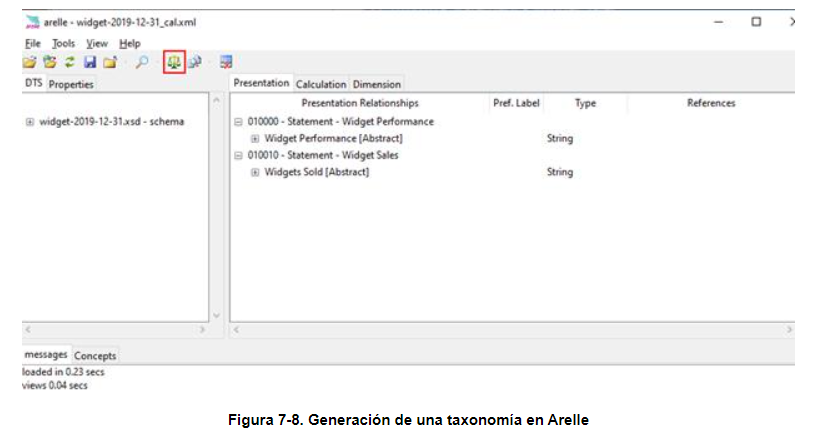 arelle - widget-2019-12-31_cal.xml
File Tools View Help
DTS Properties
Presentation Calculation Dimension
Presentation Relationships Pref. Label Type References
widget-2019-12-31.xsd - schema
010000 - Statement - Widget Performance
Widget Performance [Abstract] String
010010 - Statement - Widget Sales
Widgets Sold [Abstract] String
messages Concepts
loaded in 0.23 secs
views 0.04 secs
Figura 7-8. Generación de una taxonomía en Arelle